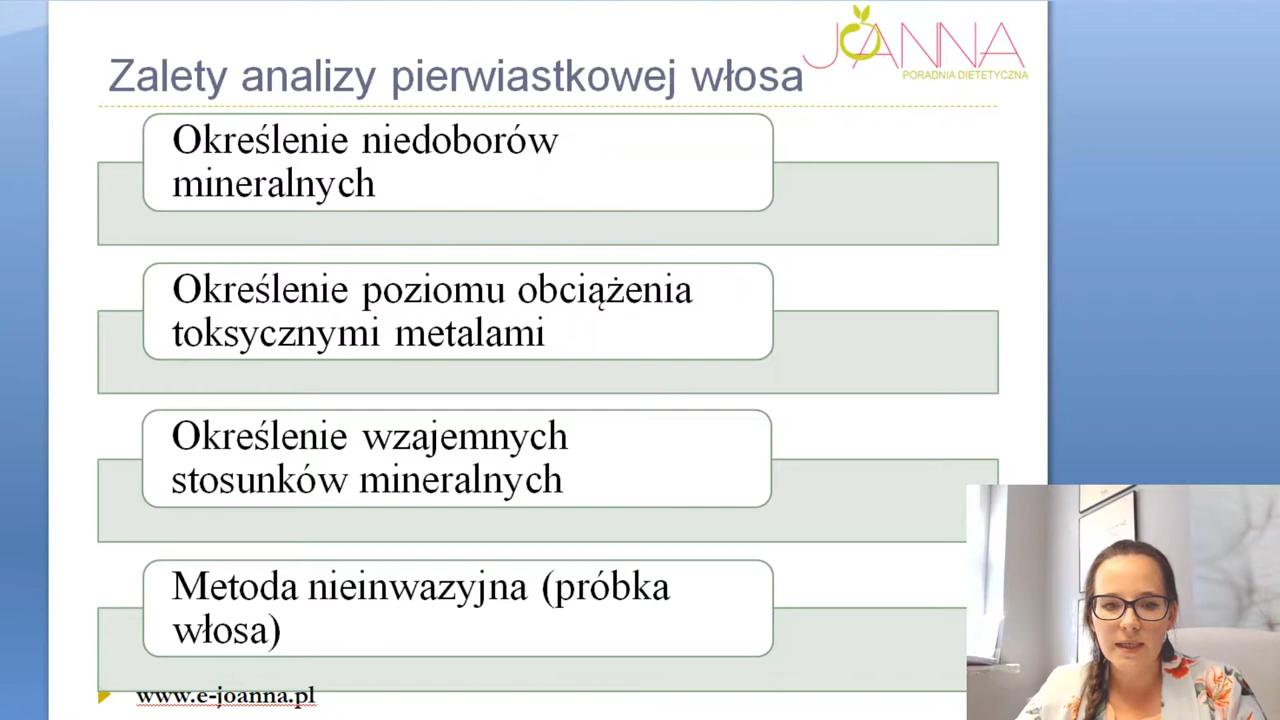 JOANNA
PORADNIA DIETETYCZNA
Zalety analizy pierwiastkowej włosa
Określenie niedoborów
mineralnych
Określenie poziomu obciążenia
toksycznymi metalami
Określenie wzajemnych
stosunków mineralnych
Metoda nieinwazyjna (próbka
włosa)
www.e-joanna.pl